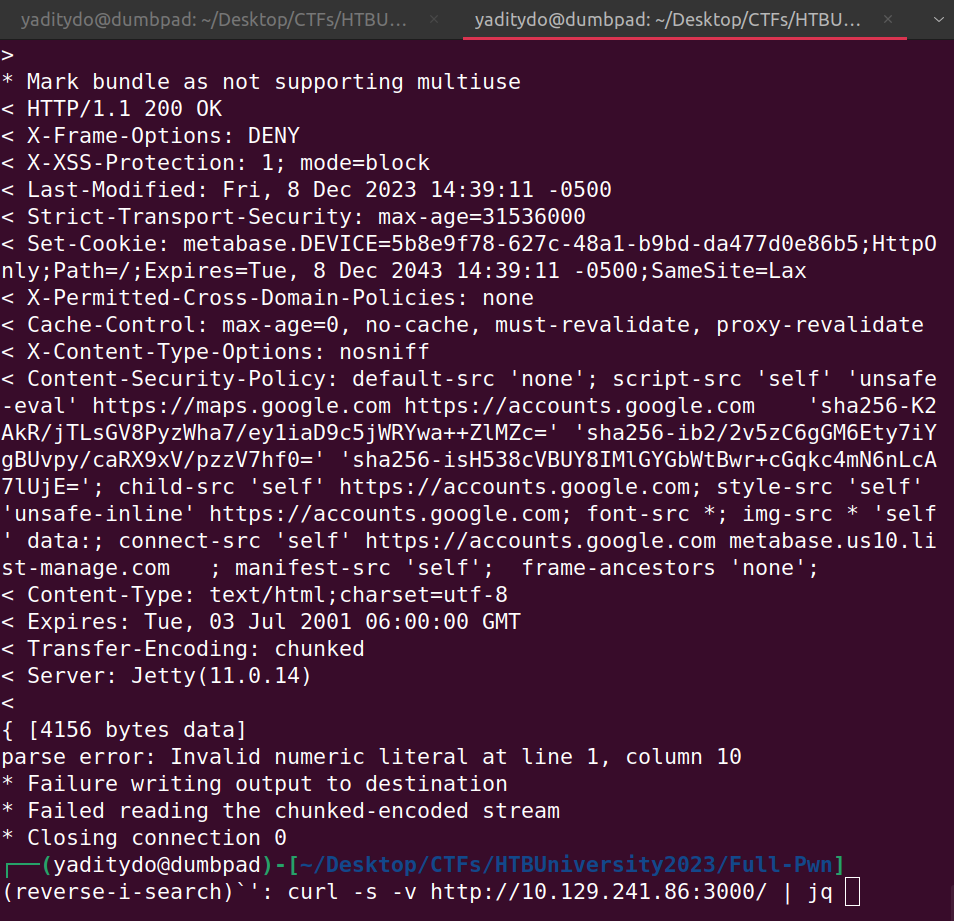 yaditydo@dumbpad: ~/Desktop/CTFs/HTBU... × yaditydo@dumbpad: ~/Desktop/CTFs/HTBU... ×
>
* Mark bundle as not supporting multiuse
< HTTP/1.1 200 OK
< X-Frame-Options: DENY
< X-XSS-Protection: 1; mode=block
< Last-Modified: Fri, 8 Dec 2023 14:39:11 -0500
< Strict-Transport-Security: max-age=31536000
< Set-Cookie: metabase.DEVICE=5b8e9f78-627c-48a1-b9bd-da477d0e86b5;HttpO
nly;Path=/;Expires=Tue, 8 Dec 2043 14:39:11 -0500;SameSite=Lax
< X-Permitted-Cross-Domain-Policies: none
< Cache-Control: max-age=0, no-cache, must-revalidate, proxy-revalidate
< X-Content-Type-Options: nosniff
< Content-Security-Policy: default-src 'none'; script-src 'self' 'unsafe
-eval' https://maps.google.com https://accounts.google.com    'sha256-K2
AkR/jTLsGV8PyzWha7/ey1iaD9c5jWRYwa++ZlMZc=' 'sha256-ib2/2v5zC6gGM6Ety7iY
gBUvpy/caRX9xV/pzzV7hf0=' 'sha256-isH538cVBUY8IMlGYGbWtBwr+cGqkc4mN6nLcA
7lUjE='; child-src 'self' https://accounts.google.com; style-src 'self'
'unsafe-inline' https://accounts.google.com; font-src *; img-src * 'self
' data:; connect-src 'self' https://accounts.google.com metabase.us10.li
st-manage.com   ; manifest-src 'self';  frame-ancestors 'none';
< Content-Type: text/html;charset=utf-8
< Expires: Tue, 03 Jul 2001 06:00:00 GMT
< Transfer-Encoding: chunked
< Server: Jetty(11.0.14)
<
{ [4156 bytes data]
parse error: Invalid numeric literal at line 1, column 10
* Failure writing output to destination
* Failed reading the chunked-encoded stream
* Closing connection 0
┌──(yaditydo@dumbpad)-[~/Desktop/CTFs/HTBUniversity2023/Full-Pwn]
(reverse-i-search)`': curl -s -v http://10.129.241.86:3000/ | jq